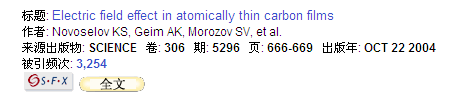 标题: Electric field effect in atomically thin carbon films
作者: Novoselov KS, Geim AK, Morozov SV, et al.
来源出版物: SCIENCE 卷: 306 期: 5296 页: 666-669 出版年: OCT 22 2004
被引频次: 3,254
S·F·X 全文